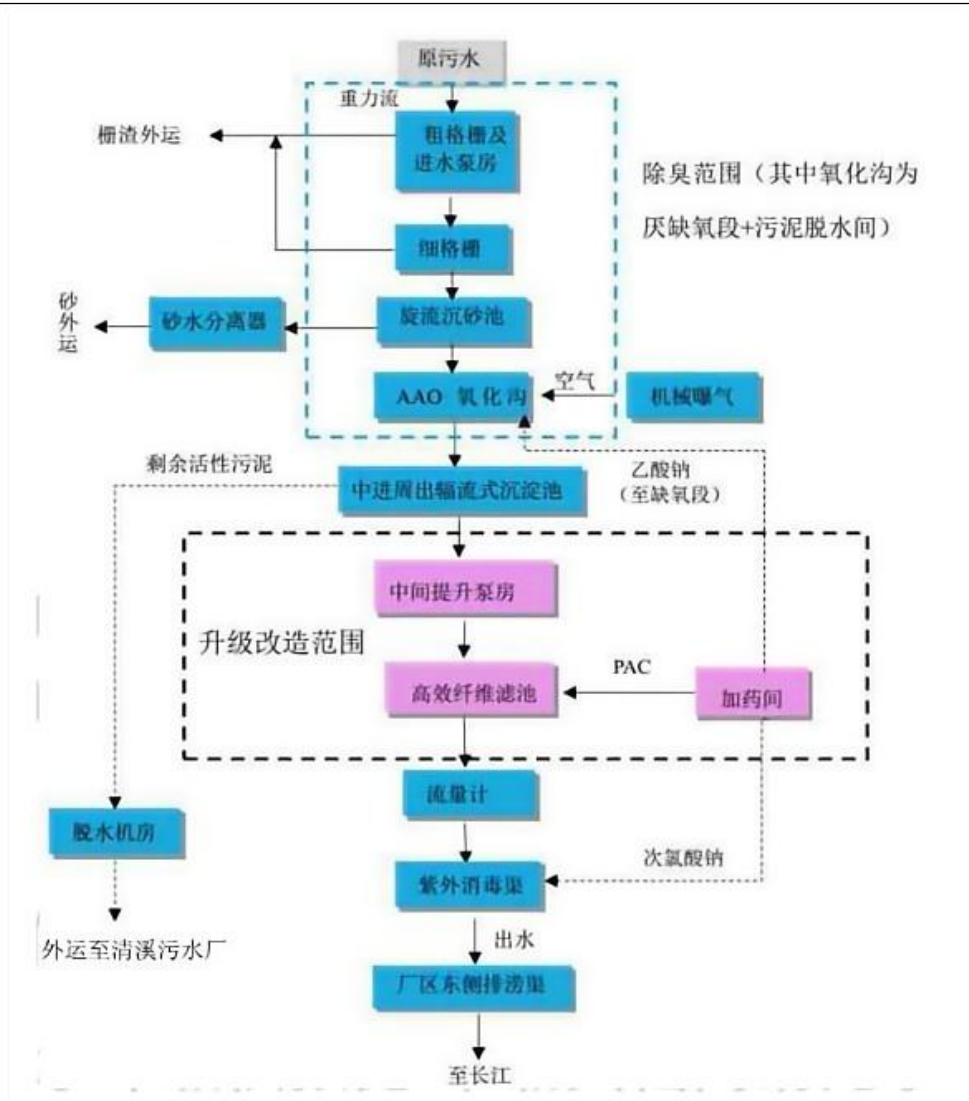 原污水
重力流
栅渣外运
粗格栅及
进水泵房
除臭范围（其中氧化沟为
厌缺氧段+污泥脱水间）
细格栅
砂外运
砂水分离器
旋流沉砂池
AAO 氧化沟
空气
机械曝气
剩余活性污泥
中进周出辐流式沉淀池
乙酸钠
（至缺氧段）
中间提升泵房
升级改造范围
高效纤维滤池
PAC
加药间
流量计
脱水机房
紫外消毒渠
次氯酸钠
外运至清溪污水厂
出水
厂区东侧排涝渠
至长江